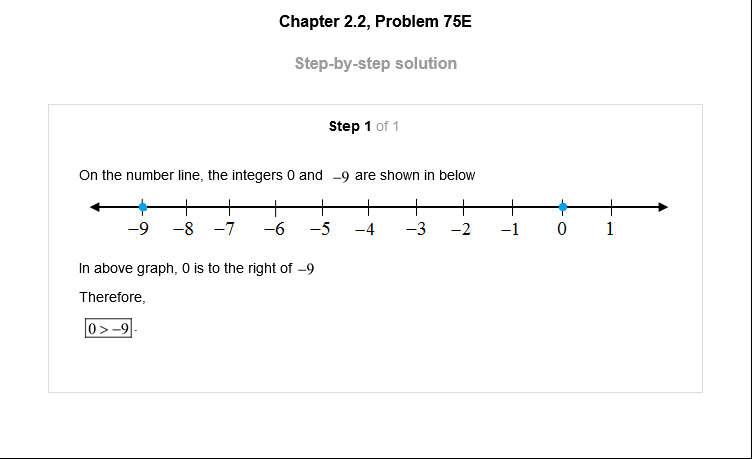 Chapter 2.2, Problem 75E
Step-by-step solution
Step 1 of 1
On the number line, the integers 0 and −9 are shown in below
−9 −8 −7 −6 −5 −4 −3 −2 −1 0 1
In above graph, 0 is to the right of −9
Therefore,
0 > −9.